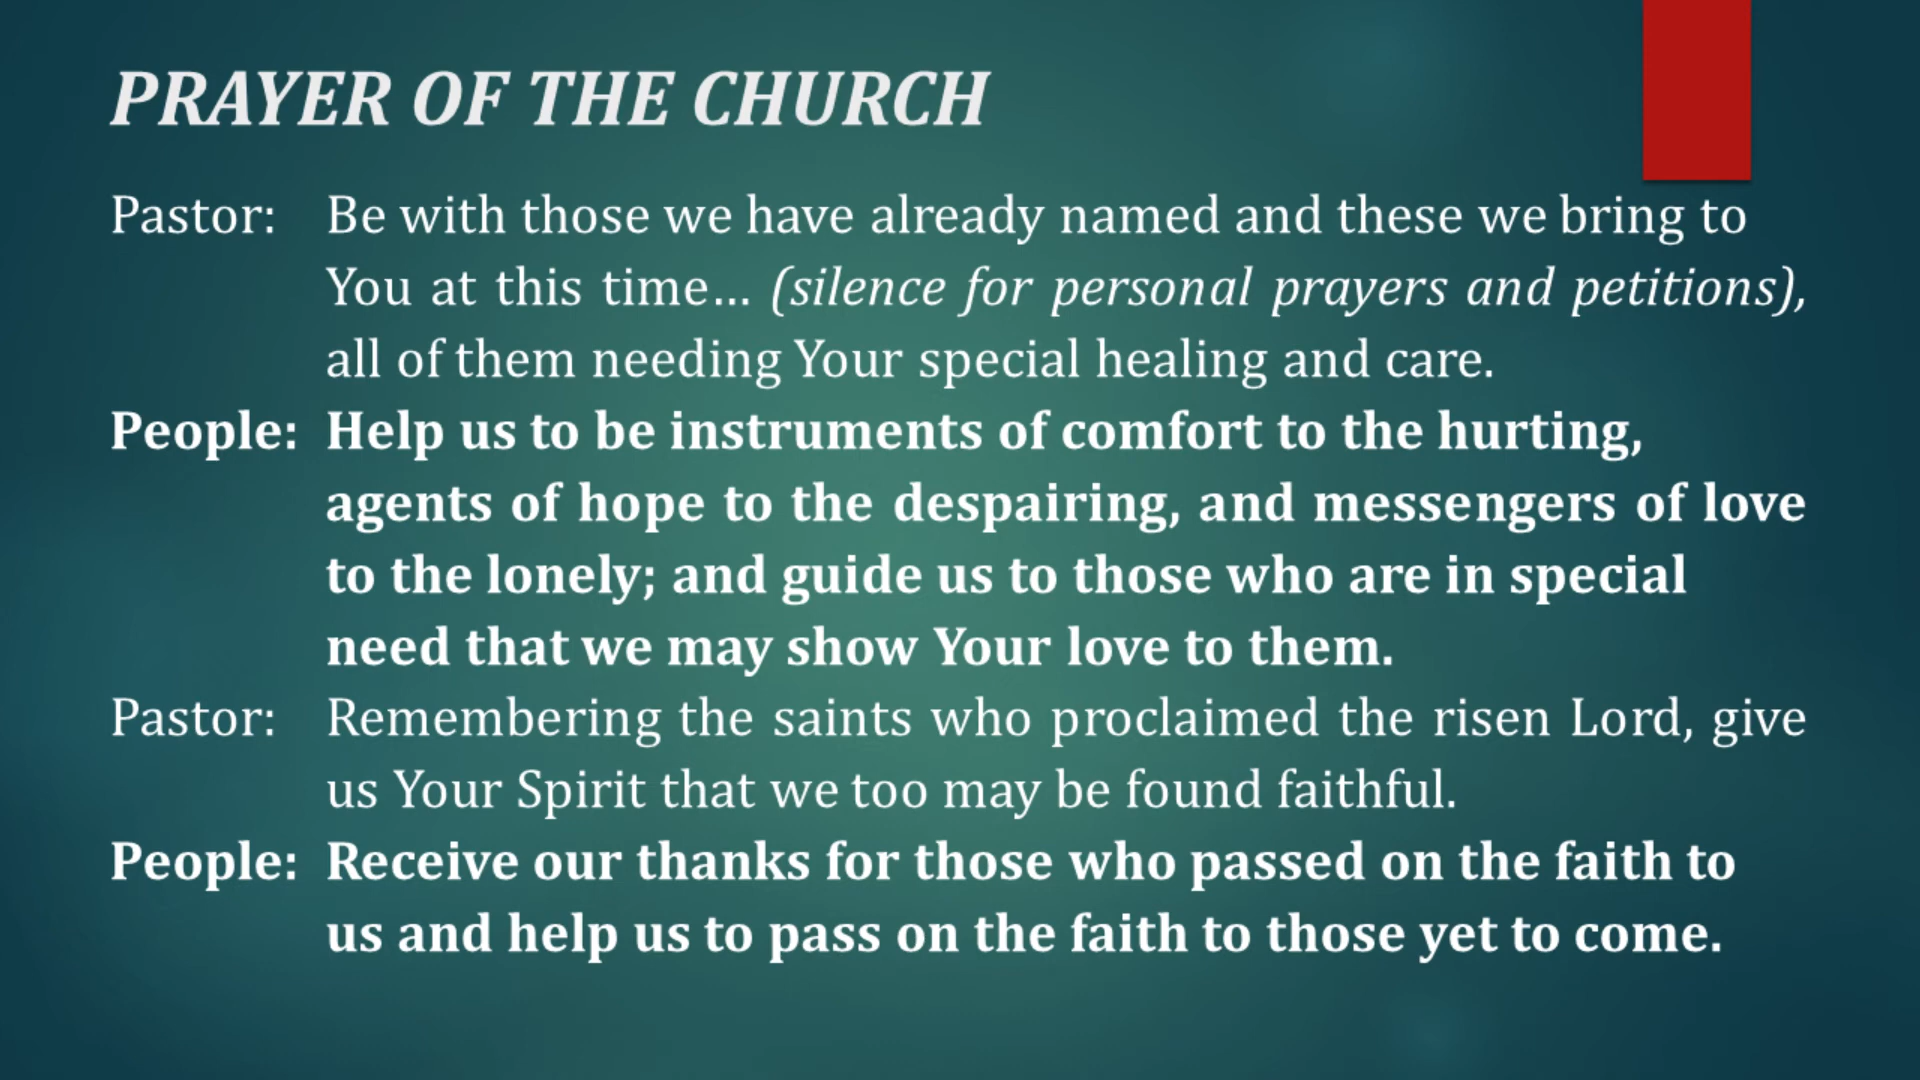 PRAYER OF THE CHURCH
Pastor: Be with those we have already named and these we bring to
You at this time… (silence for personal prayers and petitions),
all of them needing Your special healing and care.
People: Help us to be instruments of comfort to the hurting,
agents of hope to the despairing, and messengers of love
to the lonely; and guide us to those who are in special
need that we may show Your love to them.
Pastor: Remembering the saints who proclaimed the risen Lord, give
us Your Spirit that we too may be found faithful.
People: Receive our thanks for those who passed on the faith to
us and help us to pass on the faith to those yet to come.